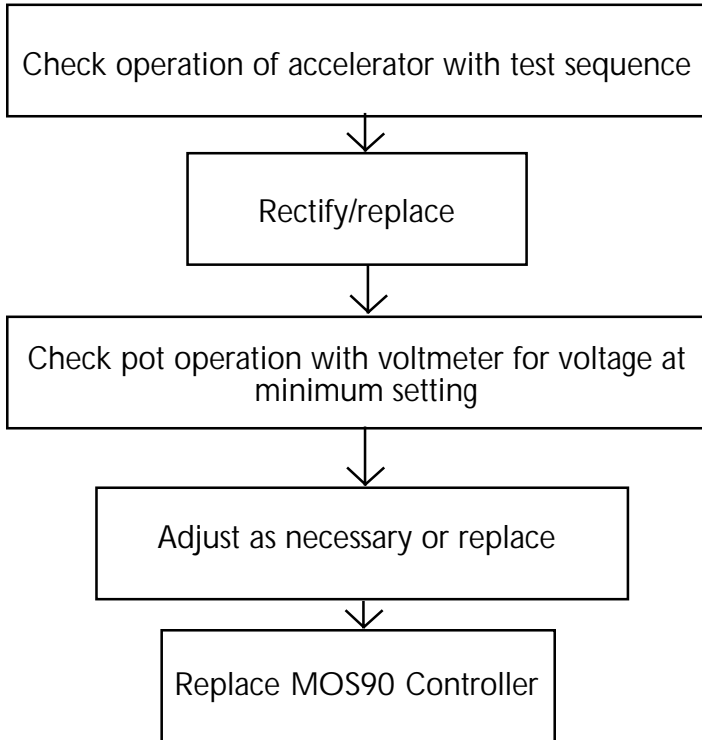 Check operation of accelerator with test sequence
Rectify/replace
Check pot operation with voltmeter for voltage at
minimum setting
Adjust as necessary or replace
Replace MOS90 Controller